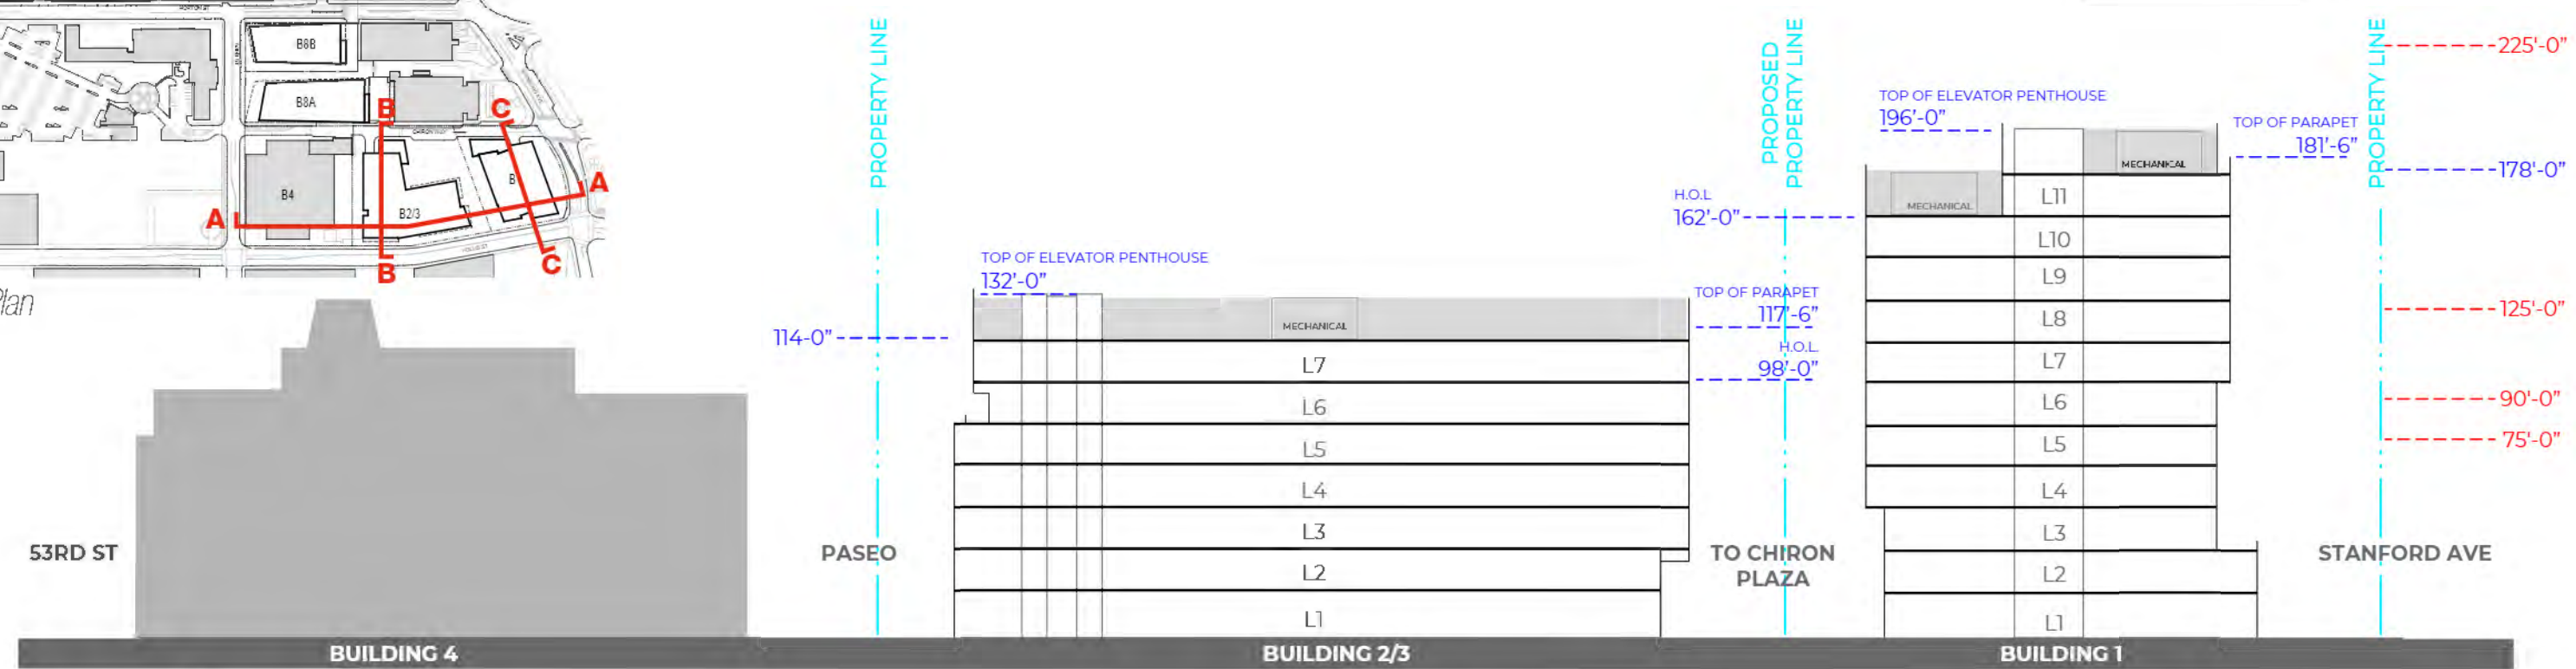 B8B
B8A
B
C
CHIRON WAY
B4
B
A
A
B2/3
B
C
Plan
PROPERTY LINE
PROPOSED
PROPERTY LINE
PROPERTY LINE
225'-0"
TOP OF ELEVATOR PENTHOUSE
196'-0"
TOP OF PARAPET
181'-6"
178'-0"
MECHANICAL
MECHANICAL
H.O.L
162'-0"
L11
L10
L9
L8
L7
L6
L5
L4
L3
L2
L1
TOP OF ELEVATOR PENTHOUSE
132'-0"
TOP OF PARAPET
117'-6"
H.O.L.
98'-0"
114-0"
MECHANICAL
L7
L6
L5
L4
L3
L2
L1
125'-0"
90'-0"
75'-0"
53RD ST
PASEO
TO CHIRON
PLAZA
STANFORD AVE
BUILDING 4
BUILDING 2/3
BUILDING 1